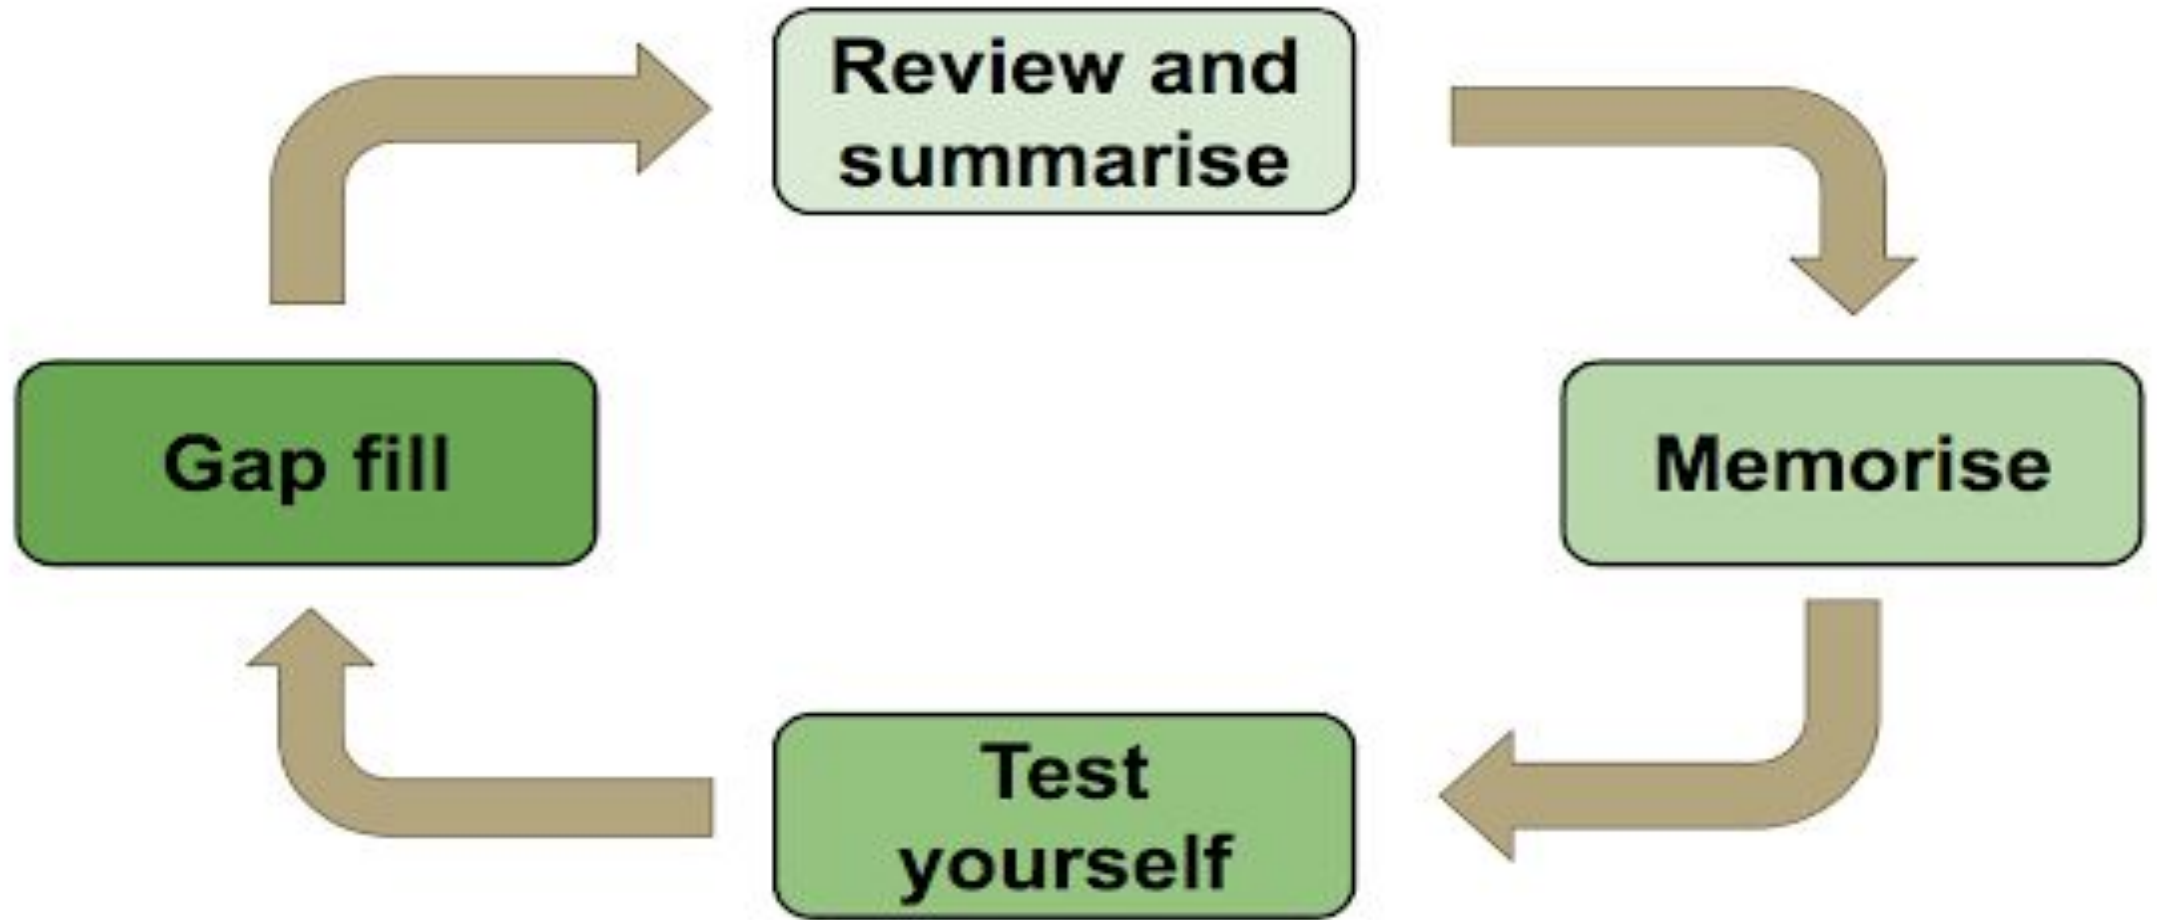 Review and
summarise
Gap fill
Memorise
Test
yourself